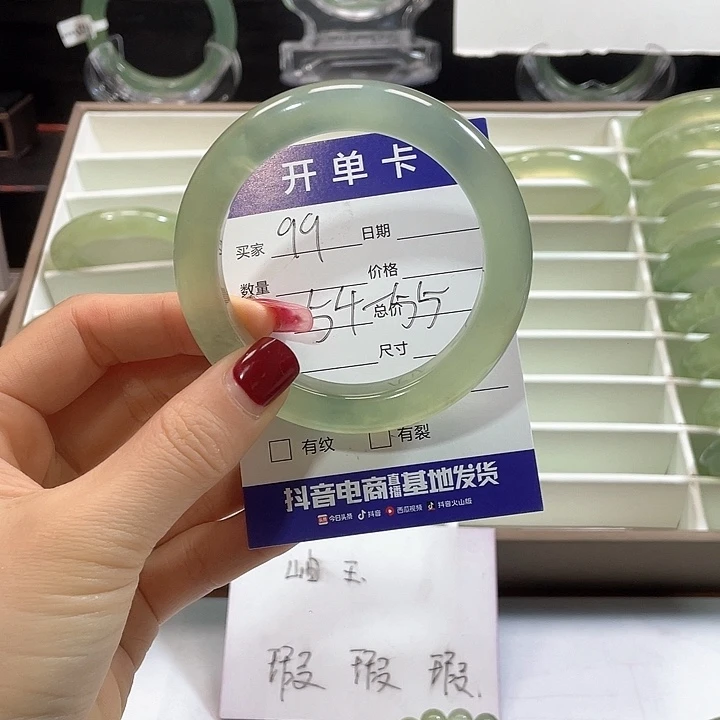 开单卡
买家 99 日期
数量 价格
54-55 总价
尺寸
有纹 有裂
抖音电商直播基地发货
今日头条 抖音 西瓜视频 抖音火山版
岫玉
瑕 瑕 瑕